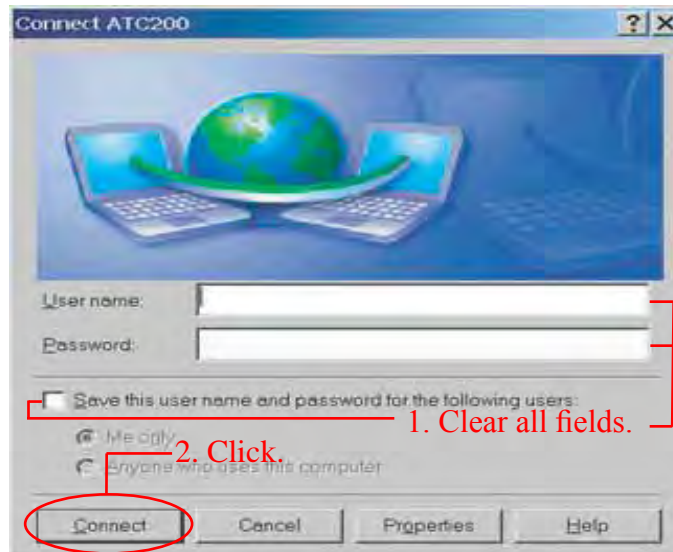 Connect ATC200
User name:
Password:
Save this user name and password for the following users:
1. Clear all fields.
Me only
2. Click.
Anyone who uses this computer
Connect Cancel Properties Help